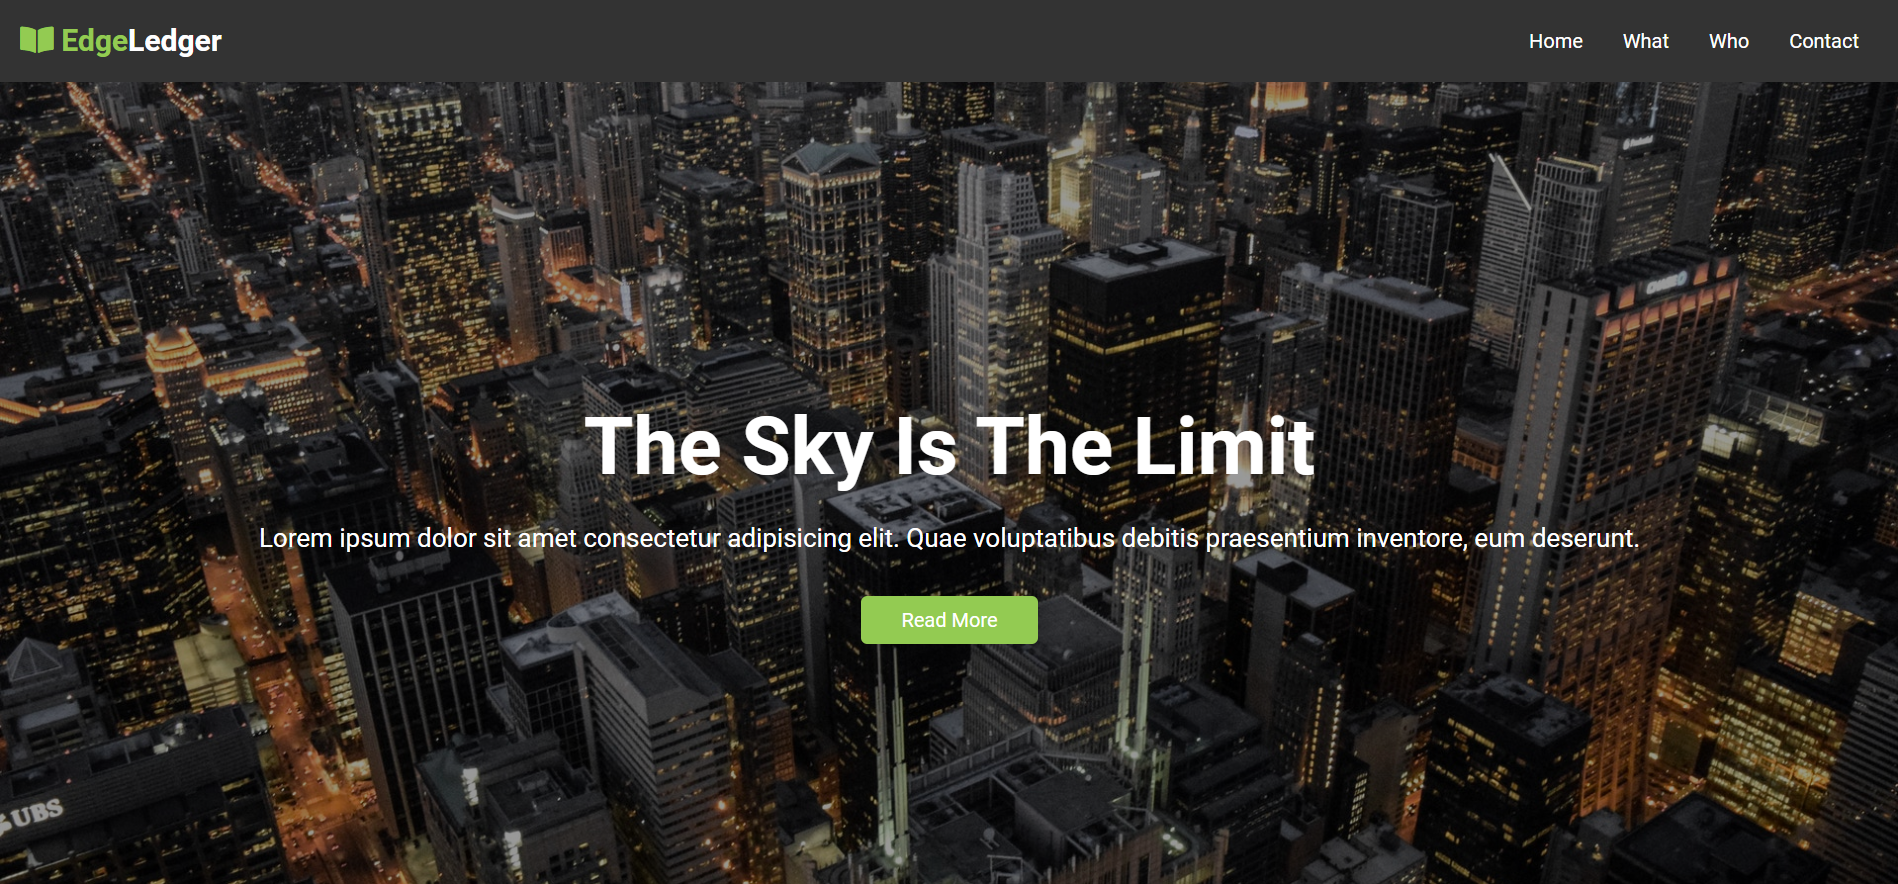 EdgeLedger
Home
What
Who
Contact
The Sky Is The Limit
Lorem ipsum dolor sit amet consectetur adipisicing elit. Quae voluptatibus debitis praesentium inventore, eum deserunt.
Read More
UBS